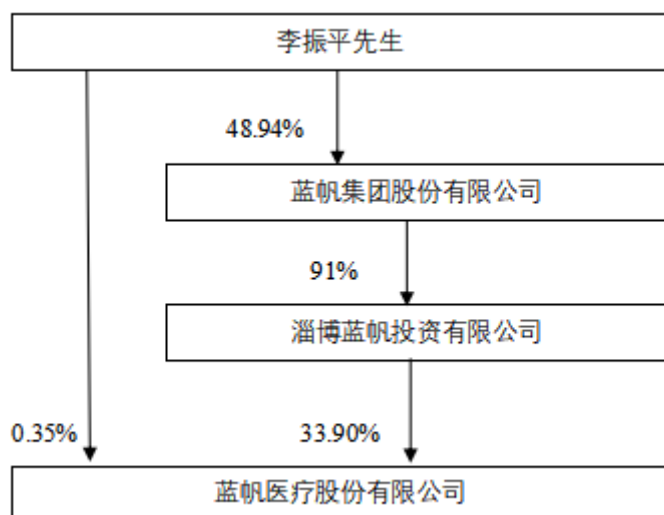 李振平先生
48.94%
蓝帆集团股份有限公司
91%
淄博蓝帆投资有限公司
0.35%
33.90%
蓝帆医疗股份有限公司